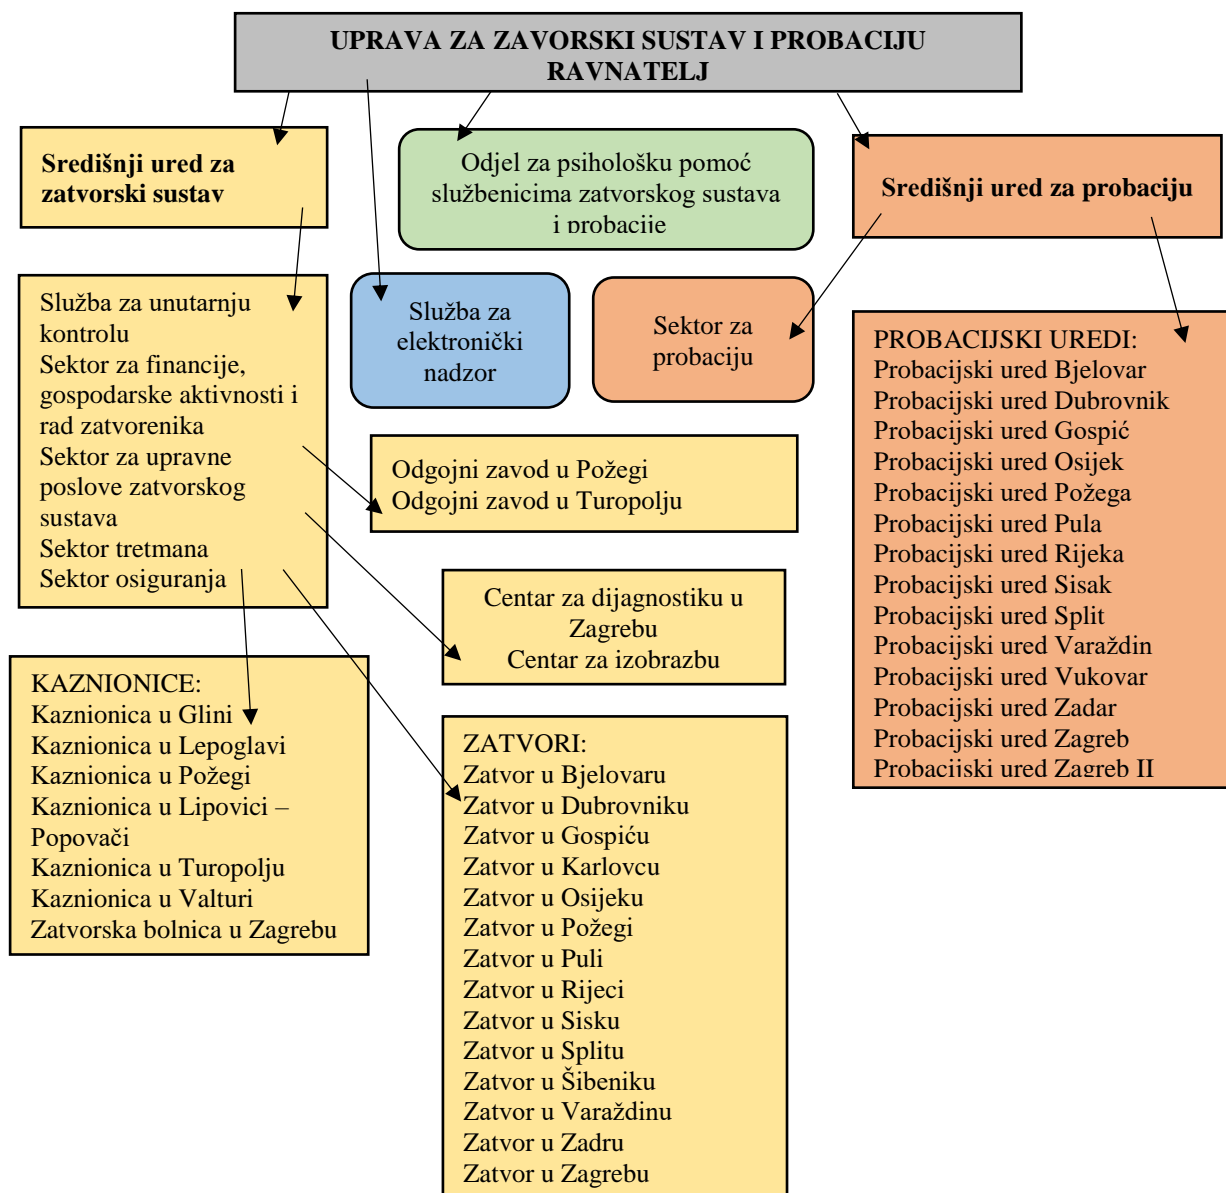 UPRAVA ZA ZAVORSKI SUSTAV I PROBACIJU
RAVNATELJ
Središnji ured za
zatvorski sustav
Odjel za psihološku pomoć
službenicima zatvorskog sustava
i probacije
Središnji ured za probaciju
Služba za unutarnju
kontrolu
Sektor za financije,
gospodarske aktivnosti i
rad zatvorenika
Sektor za upravne
poslove zatvorskog
sustava
Sektor tretmana
Sektor osiguranja
Služba za
elektronički
nadzor
Sektor za
probaciju
PROBACIJSKI UREDI:
Probacijski ured Bjelovar
Probacijski ured Dubrovnik
Probacijski ured Gospić
Probacijski ured Osijek
Probacijski ured Požega
Probacijski ured Pula
Probacijski ured Rijeka
Probacijski ured Sisak
Probacijski ured Split
Probacijski ured Varaždin
Probacijski ured Vukovar
Probacijski ured Zadar
Probacijski ured Zagreb
Probacijski ured Zagreb II
Odgojni zavod u Požegi
Odgojni zavod u Turopolju
Centar za dijagnostiku u
Zagrebu
Centar za izobrazbu
KAZNIONICE:
Kaznionica u Glini
Kaznionica u Lepoglavi
Kaznionica u Požegi
Kaznionica u Lipovici –
Popovači
Kaznionica u Turopolju
Kaznionica u Valturi
Zatvorska bolnica u Zagrebu
ZATVORI:
Zatvor u Bjelovaru
Zatvor u Dubrovniku
Zatvor u Gospiću
Zatvor u Karlovcu
Zatvor u Osijeku
Zatvor u Požegi
Zatvor u Puli
Zatvor u Rijeci
Zatvor u Sisku
Zatvor u Splitu
Zatvor u Šibeniku
Zatvor u Varaždinu
Zatvor u Zadru
Zatvor u Zagrebu